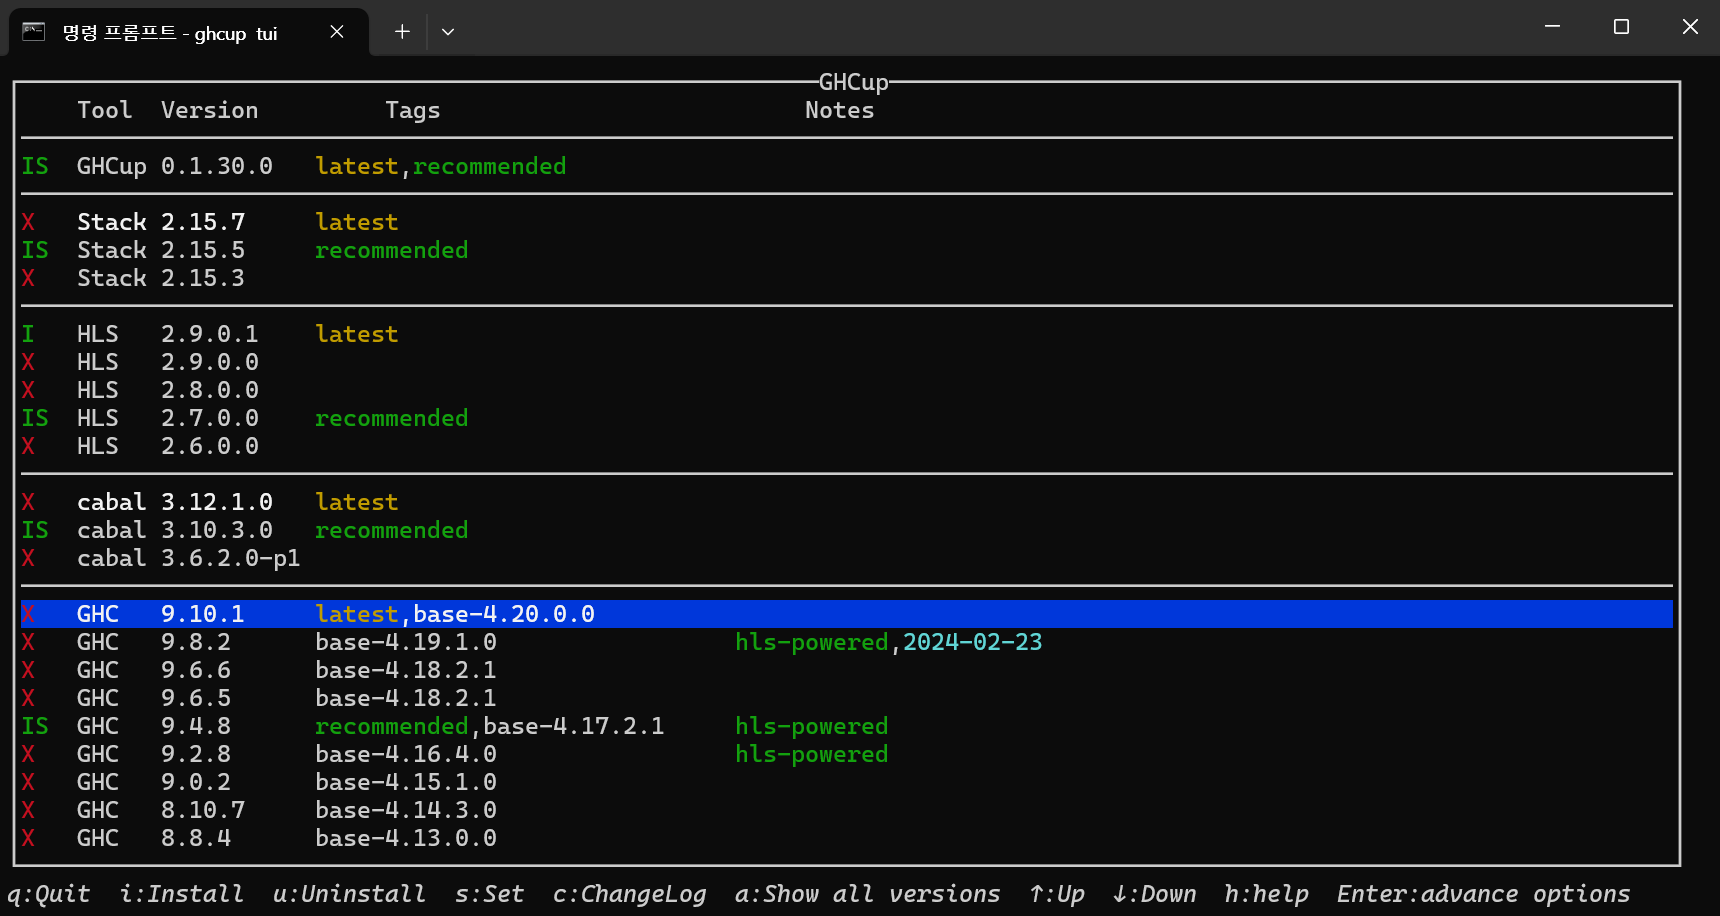 명령 프롬프트 - ghcup  tui
GHCup
Tool Version Tags Notes
IS GHCup 0.1.30.0 latest,recommended
X Stack 2.15.7 latest
IS Stack 2.15.5 recommended
X Stack 2.15.3
I HLS 2.9.0.1 latest
X HLS 2.9.0.0
X HLS 2.8.0.0
IS HLS 2.7.0.0 recommended
X HLS 2.6.0.0
X cabal 3.12.1.0 latest
IS cabal 3.10.3.0 recommended
X cabal 3.6.2.0-p1
X GHC 9.10.1 latest,base-4.20.0.0
X GHC 9.8.2 base-4.19.1.0 hls-powered,2024-02-23
X GHC 9.6.6 base-4.18.2.1
X GHC 9.6.5 base-4.18.2.1
IS GHC 9.4.8 recommended,base-4.17.2.1 hls-powered
X GHC 9.2.8 base-4.16.4.0 hls-powered
X GHC 9.0.2 base-4.15.1.0
X GHC 8.10.7 base-4.14.3.0
X GHC 8.8.4 base-4.13.0.0
q:Quit i:Install u:Uninstall s:Set c:ChangeLog a:Show all versions ↑:Up ↓:Down h:help Enter:advance options